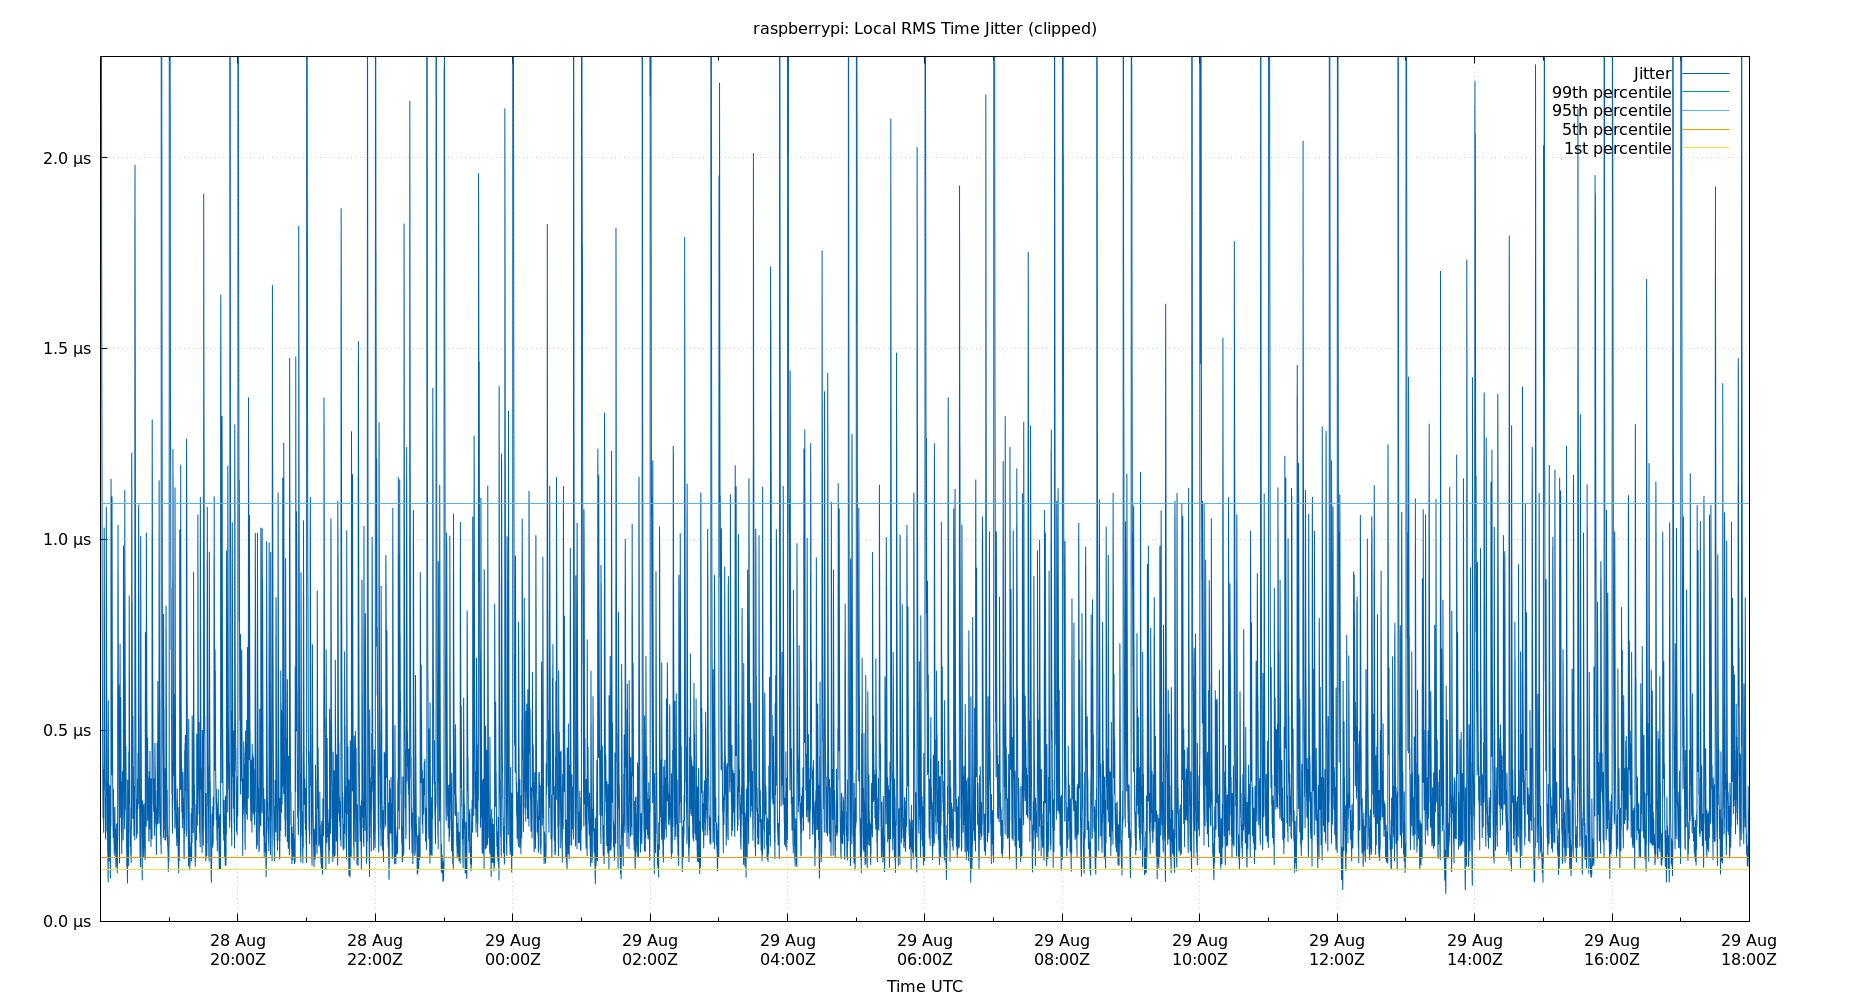 raspberrypi: Local RMS Time Jitter (clipped)
Jitter
99th percentile
95th percentile
5th percentile
1st percentile
2.0 µs
1.5 µs
1.0 µs
0.5 µs
0.0 µs
28 Aug 28 Aug 29 Aug 29 Aug 29 Aug 29 Aug 29 Aug 29 Aug 29 Aug 29 Aug 29 Aug 29 Aug
20:00Z 22:00Z 00:00Z 02:00Z 04:00Z 06:00Z 08:00Z 10:00Z 12:00Z 14:00Z 16:00Z 18:00Z
Time UTC